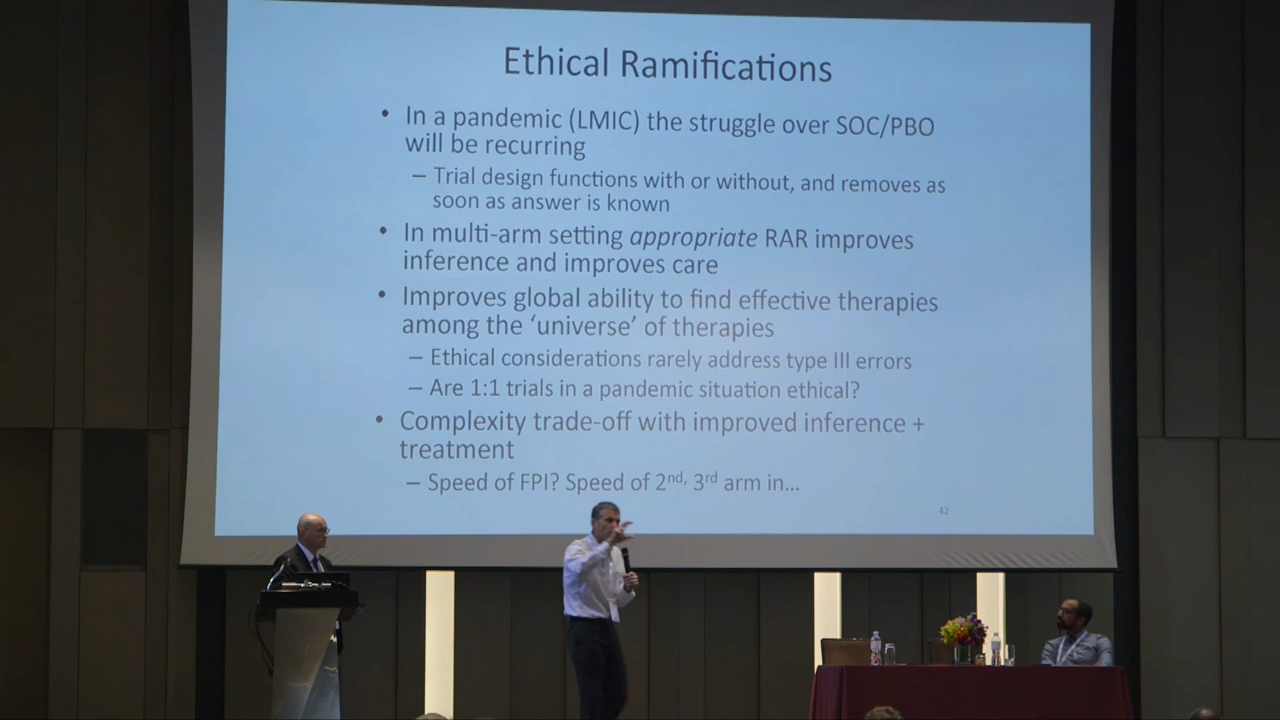 Ethical Ramifications
• In a pandemic (LMIC) the struggle over SOC/PBO
will be recurring
– Trial design functions with or without, and removes as
soon as answer is known
• In multi-arm setting appropriate RAR improves
inference and improves care
• Improves global ability to find effective therapies
among the ‘universe’ of therapies
– Ethical considerations rarely address type III errors
– Are 1:1 trials in a pandemic situation ethical?
• Complexity trade-off with improved inference +
treatment
– Speed of FPI? Speed of 2nd, 3rd arm in...
42